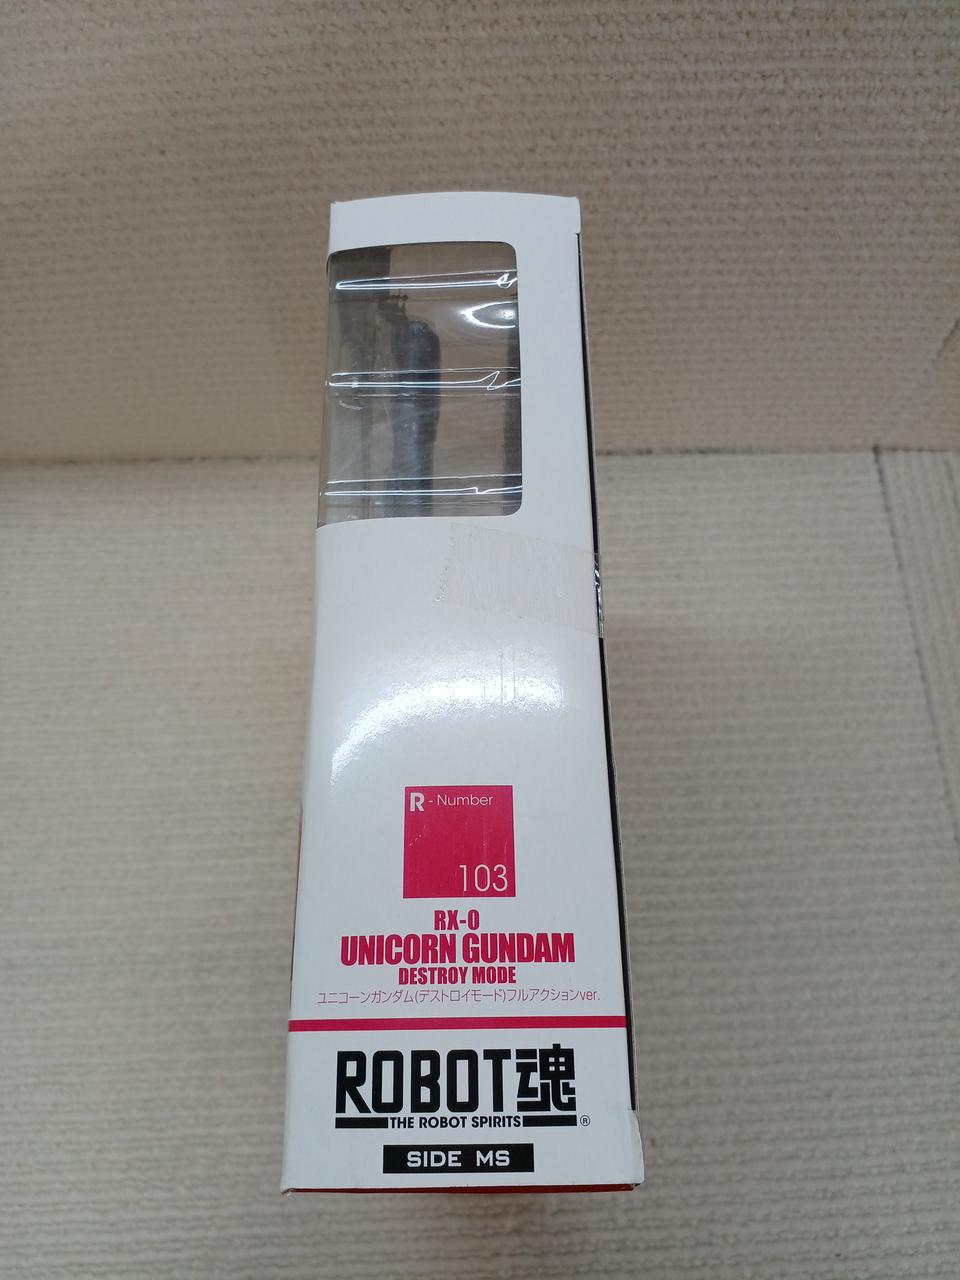 R - Number
103
RX-0
UNICORN GUNDAM
DESTROY MODE
ユニコーンガンダム(デストロイモード)フルアクションver.
ROBOT魂
THE ROBOT SPIRITS ®
SIDE MS